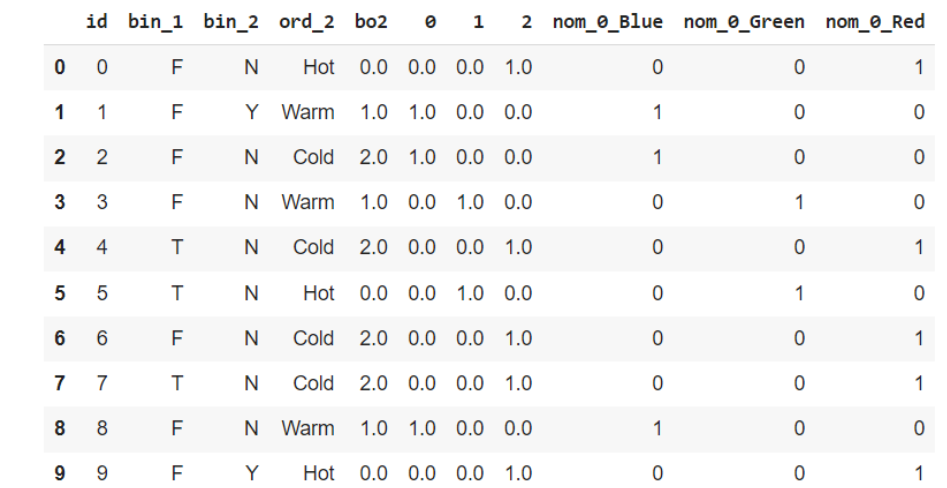 id bin_1 bin_2 ord_2 bo2 0 1 2 nom_0_Blue nom_0_Green nom_0_Red
0 0 F N Hot 0.0 0.0 0.0 1.0 0 0 1
1 1 F Y Warm 1.0 1.0 0.0 0.0 1 0 0
2 2 F N Cold 2.0 1.0 0.0 0.0 1 0 0
3 3 F N Warm 1.0 0.0 1.0 0.0 0 1 0
4 4 T N Cold 2.0 0.0 0.0 1.0 0 0 1
5 5 T N Hot 0.0 0.0 1.0 0.0 0 1 0
6 6 F N Cold 2.0 0.0 0.0 1.0 0 0 1
7 7 T N Cold 2.0 0.0 0.0 1.0 0 0 1
8 8 F N Warm 1.0 1.0 0.0 0.0 1 0 0
9 9 F Y Hot 0.0 0.0 0.0 1.0 0 0 1